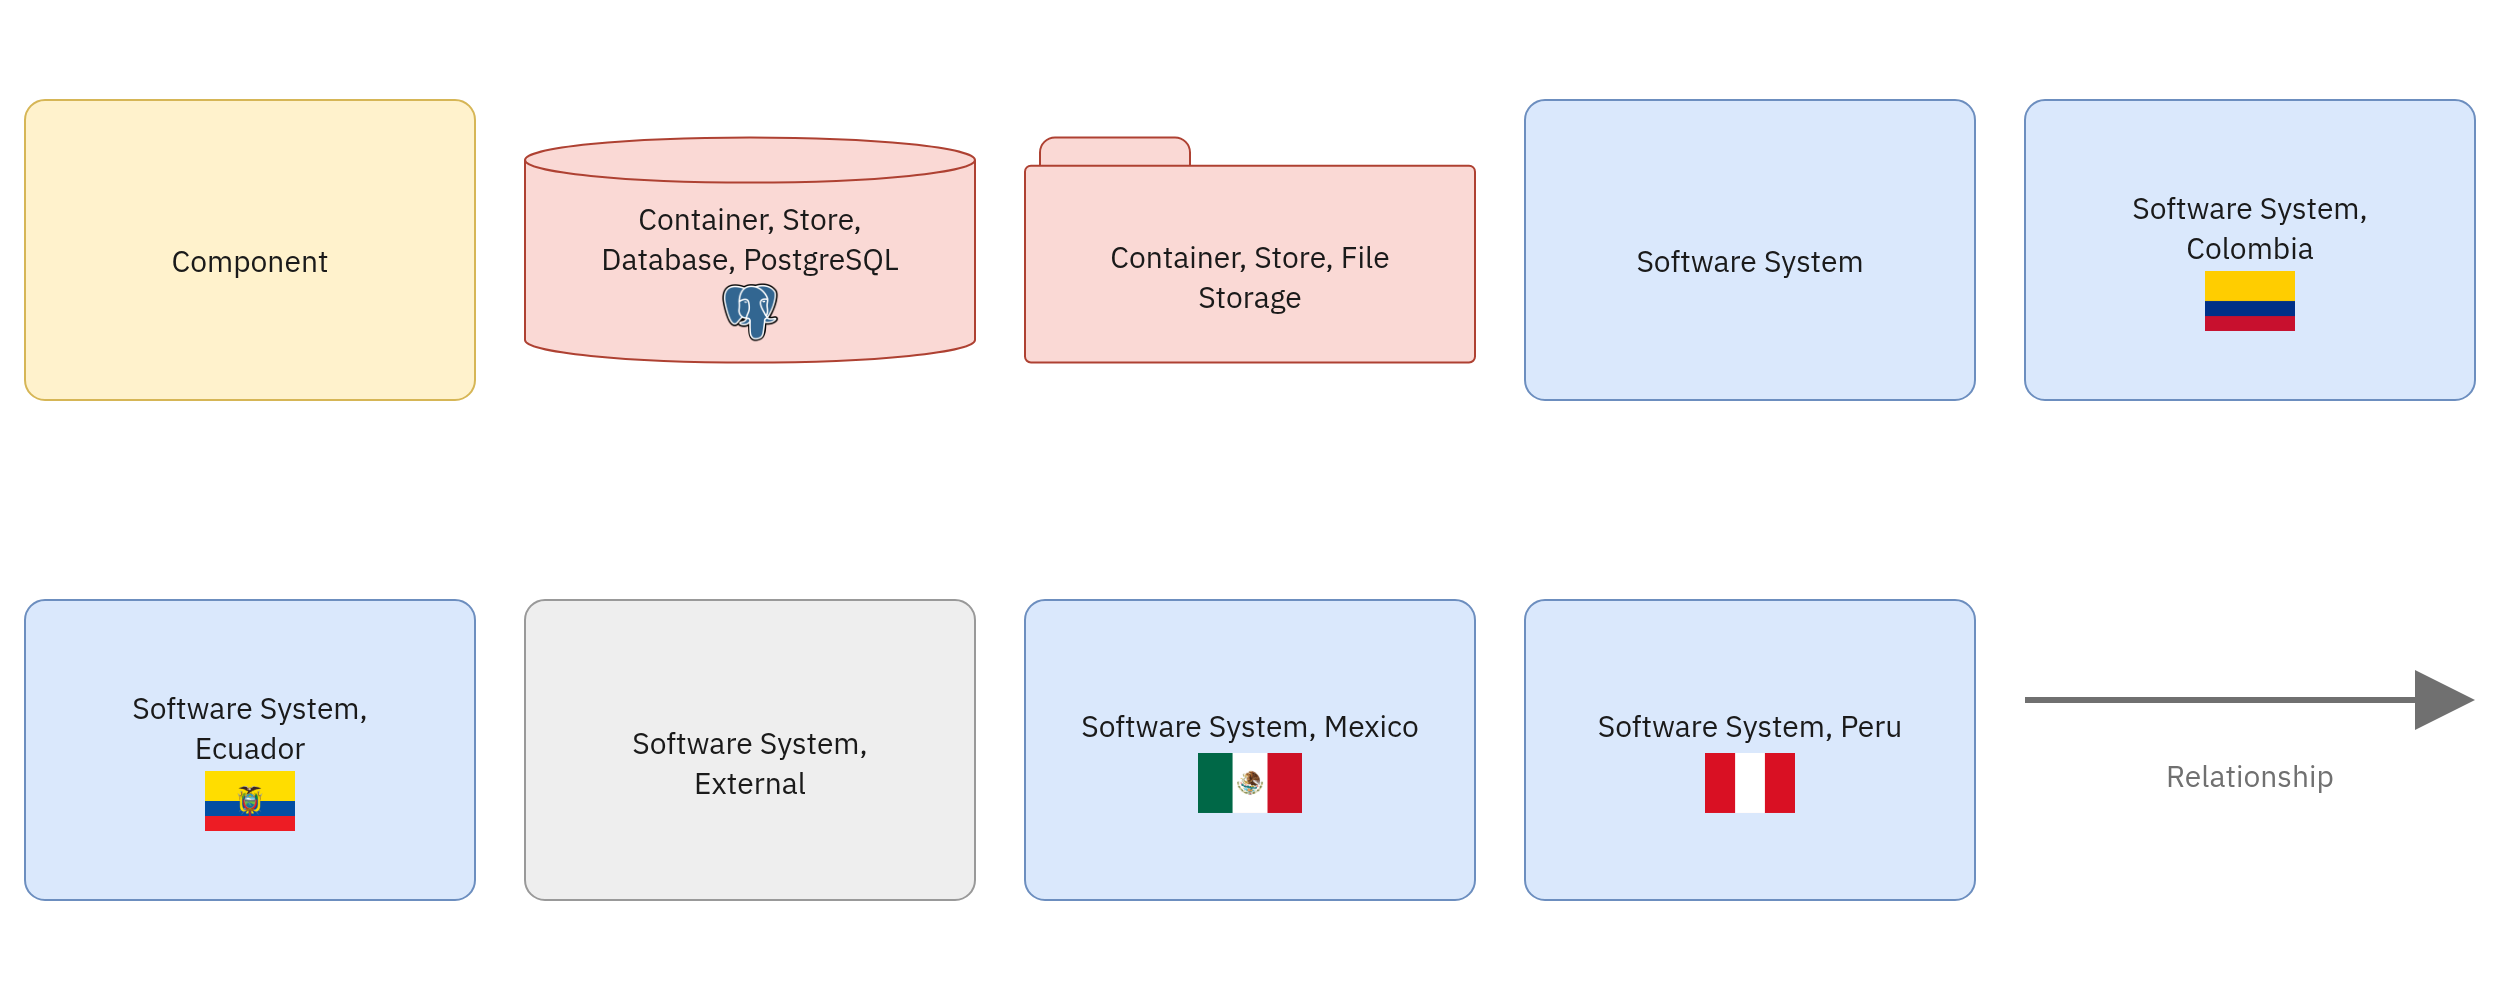 Component
Container, Store,
Database, PostgreSQL
Container, Store, File
Storage
Software System
Software System,
Colombia
Software System,
Ecuador
Software System,
External
Software System, Mexico
Software System, Peru
Relationship